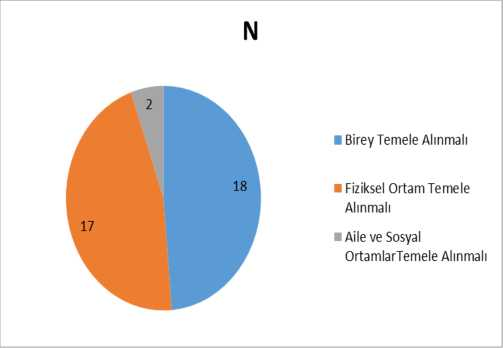 N
2
18
17
Birey Temele Alınmalı
Fiziksel Ortam Temele
Alınmalı
Aile ve Sosyal
OrtamlarTemele Alınmalı